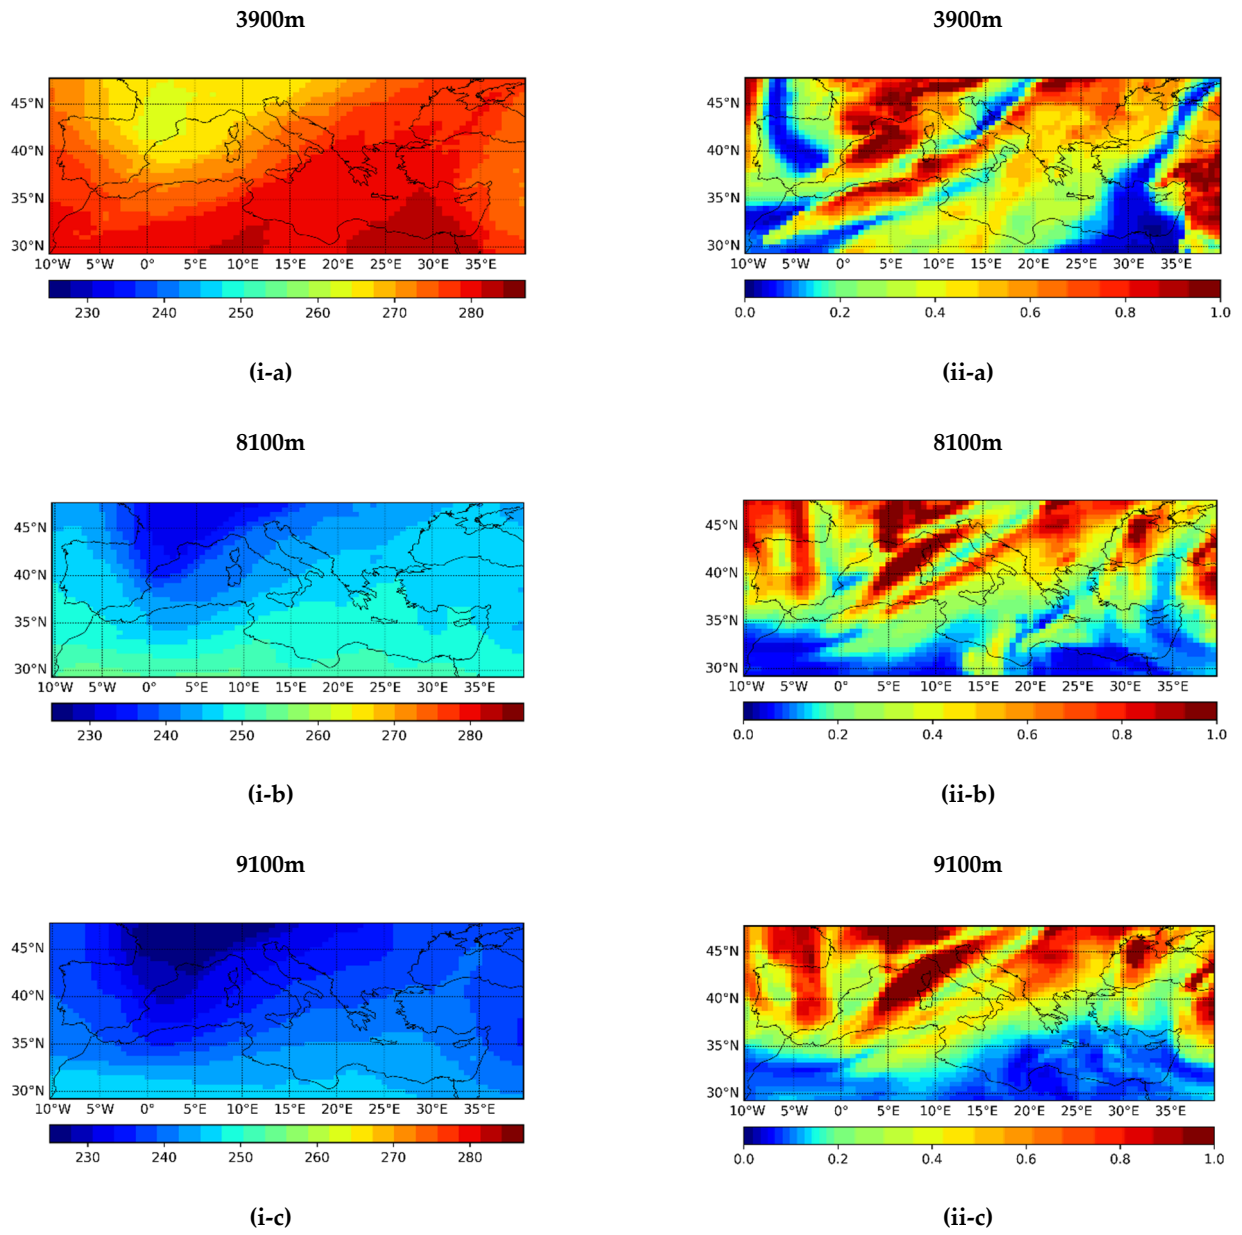 3900m 3900m
45°N 45°N
40°N 40°N
35°N 35°N
30°N 30°N
10°W 5°W 0° 5°E 10°E 15°E 20°E 25°E 30°E 35°E 10°W 5°W 0° 5°E 10°E 15°E 20°E 25°E 30°E 35°E
230 240 250 260 270 280 0.0 0.2 0.4 0.6 0.8 1.0
(i-a) (ii-a)
8100m 8100m
45°N 45°N
40°N 40°N
35°N 35°N
30°N 30°N
10°W 5°W 0° 5°E 10°E 15°E 20°E 25°E 30°E 35°E 10°W 5°W 0° 5°E 10°E 15°E 20°E 25°E 30°E 35°E
230 240 250 260 270 280 0.0 0.2 0.4 0.6 0.8 1.0
(i-b) (ii-b)
9100m 9100m
45°N 45°N
40°N 40°N
35°N 35°N
30°N 30°N
10°W 5°W 0° 5°E 10°E 15°E 20°E 25°E 30°E 35°E 10°W 5°W 0° 5°E 10°E 15°E 20°E 25°E 30°E 35°E
230 240 250 260 270 280 0.0 0.2 0.4 0.6 0.8 1.0
(i-c) (ii-c)